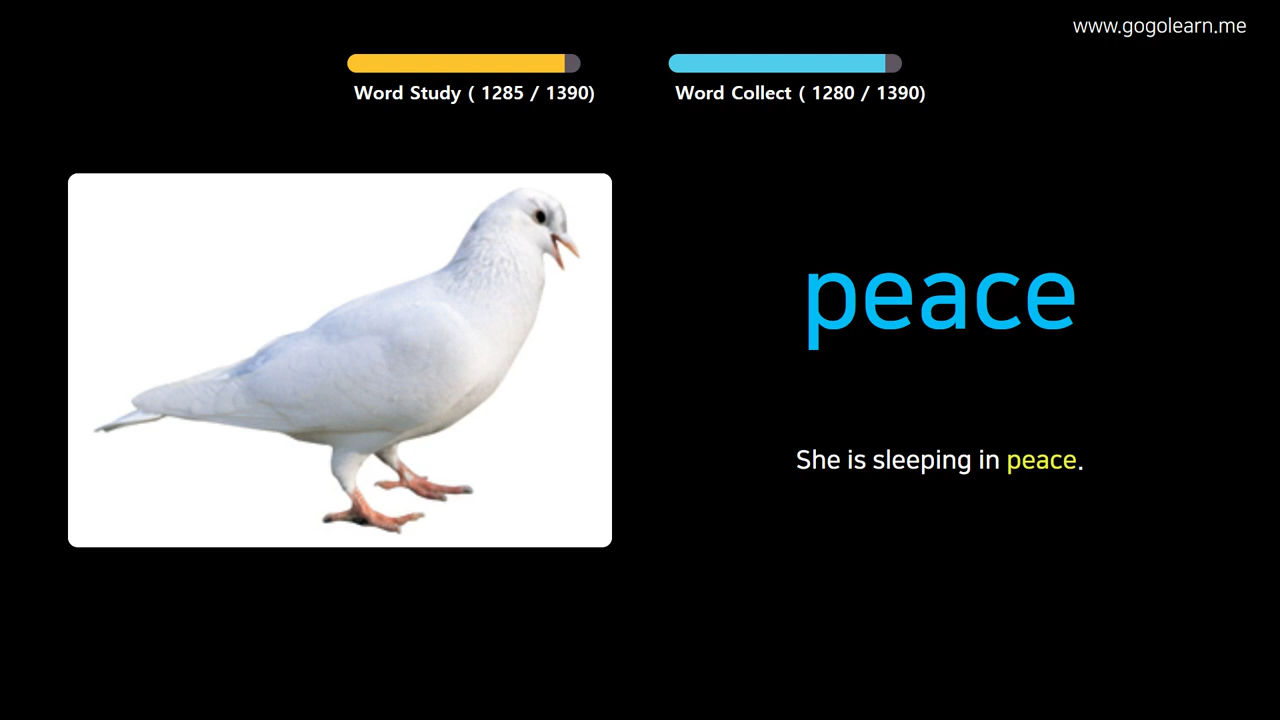 www.gogolearn.me
Word Study ( 1285 / 1390)
Word Collect ( 1280 / 1390)
peace
She is sleeping in peace.